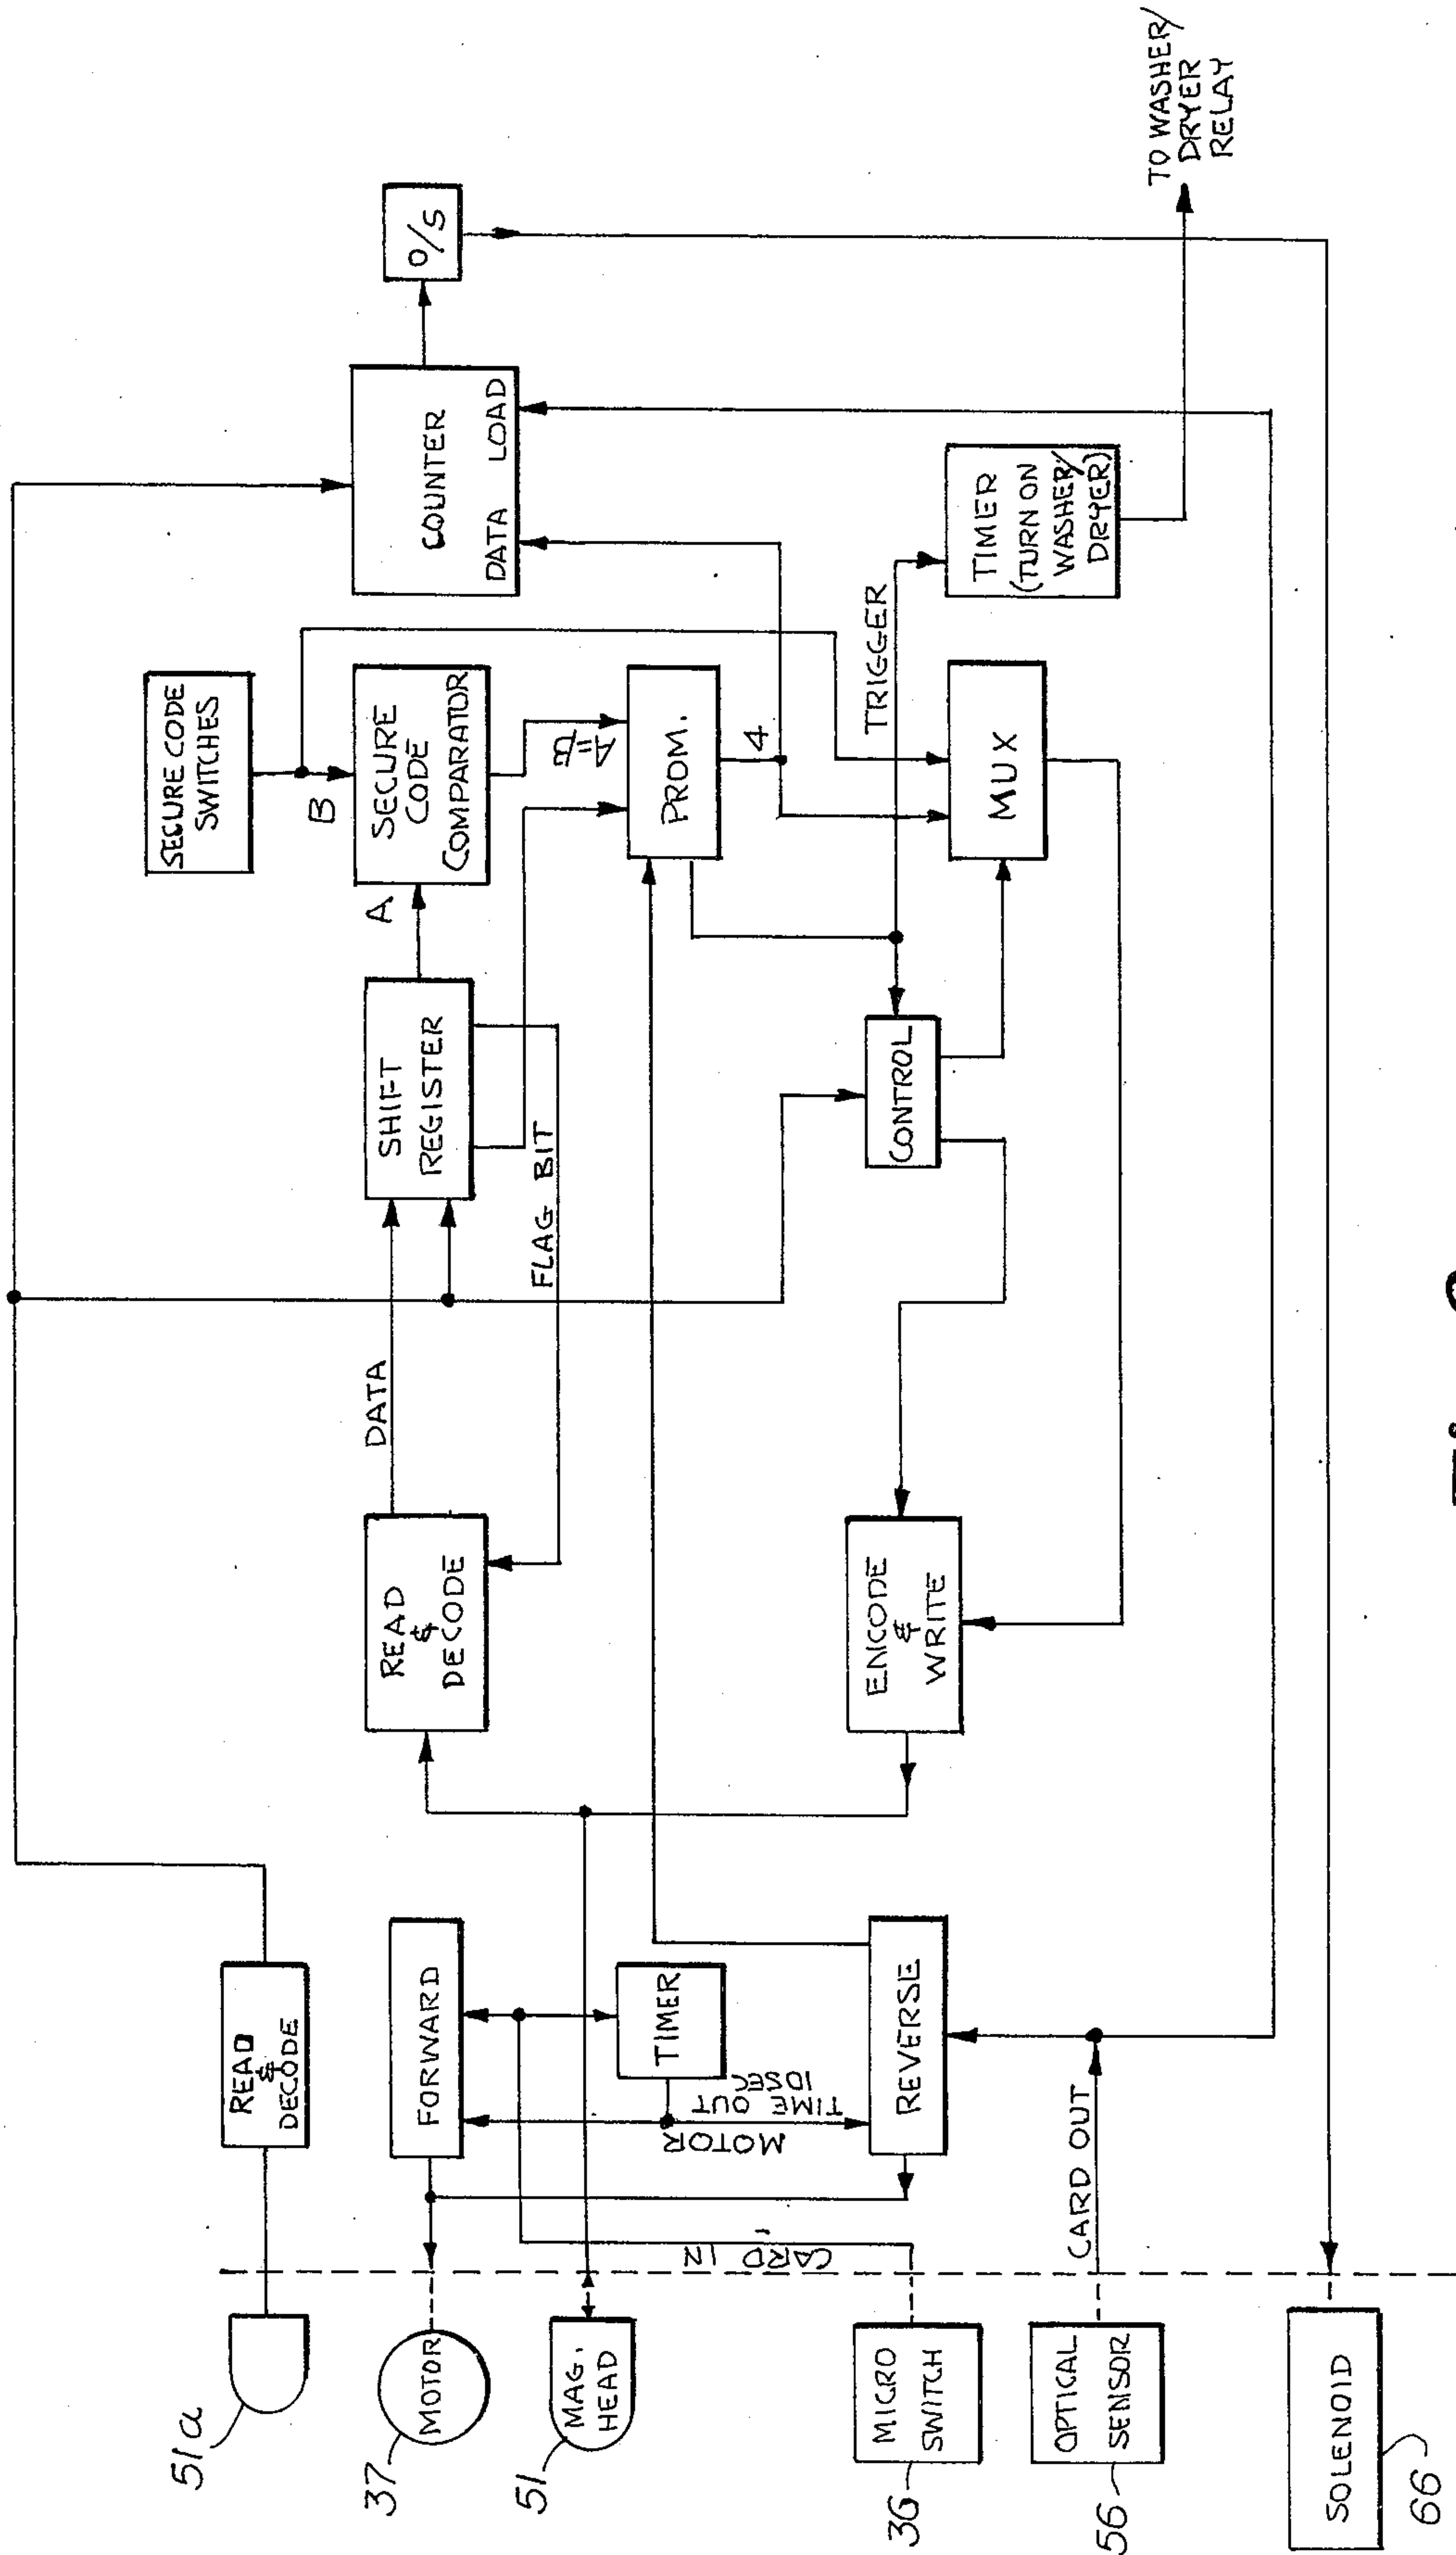 51a
READ
&
DECODE
37
MOTOR
FORWARD
READ
&
DECODE
DATA
SHIFT
REGISTER
FLAG BIT
A
SECURE CODE
SWITCHES
B
SECURE
CODE
COMPARATOR
A=B
COUNTER
DATA LOAD
O/S
51
MAG.
HEAD
TIMER
MOTOR
TIME OUT
10SEC
CARD IN
PROM.
4
36
MICRO
SWITCH
REVERSE
ENCODE
&
WRITE
CONTROL
TRIGGER
MUX
TIMER
(TURN ON
WASHER/
DRYER)
TO WASHER/
DRYER
RELAY
56
OPTICAL
SENSOR
CARD OUT
66
SOLENOID